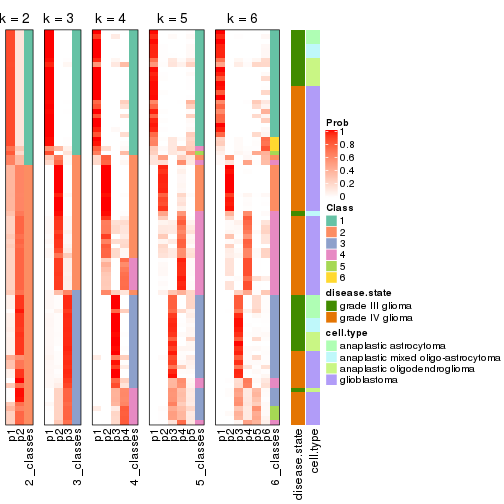 k = 2 k = 3 k = 4 k = 5 k = 6
Prob
1
0.8
0.6
0.4
0.2
0
Class
1
2
3
4
5
6
disease.state
grade III glioma
grade IV glioma
cell.type
anaplastic astrocytoma
anaplastic mixed oligo-astrocytoma
anaplastic oligodendroglioma
glioblastoma
p1 p2 2_classes p1 p2 p3 3_classes p1 p2 p3 p4 4_classes p1 p2 p3 p4 p5 5_classes p1 p2 p3 p4 p5 p6 6_classes disease.state cell.type